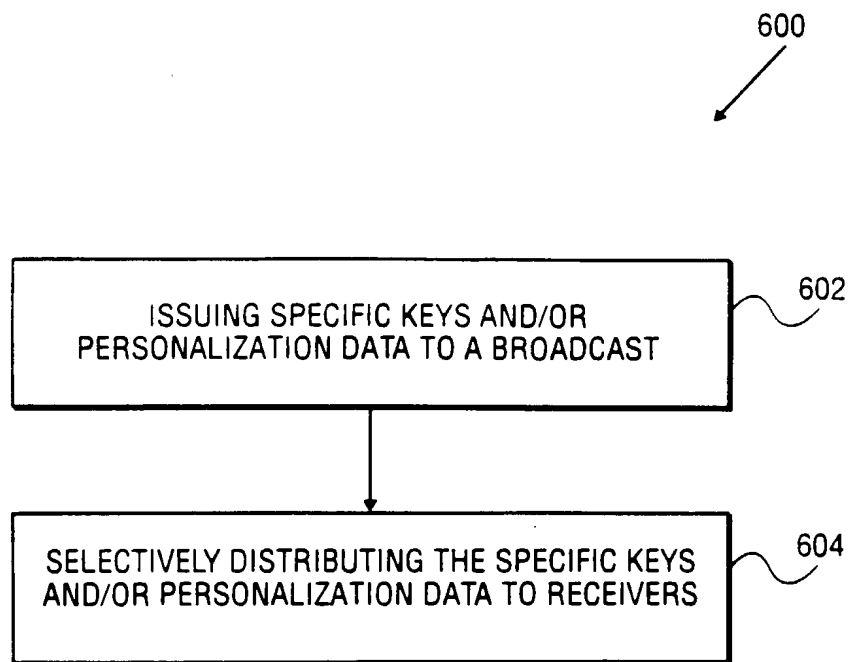 600
ISSUING SPECIFIC KEYS AND/OR
PERSONALIZATION DATA TO A BROADCAST
602
SELECTIVELY DISTRIBUTING THE SPECIFIC KEYS
AND/OR PERSONALIZATION DATA TO RECEIVERS
604